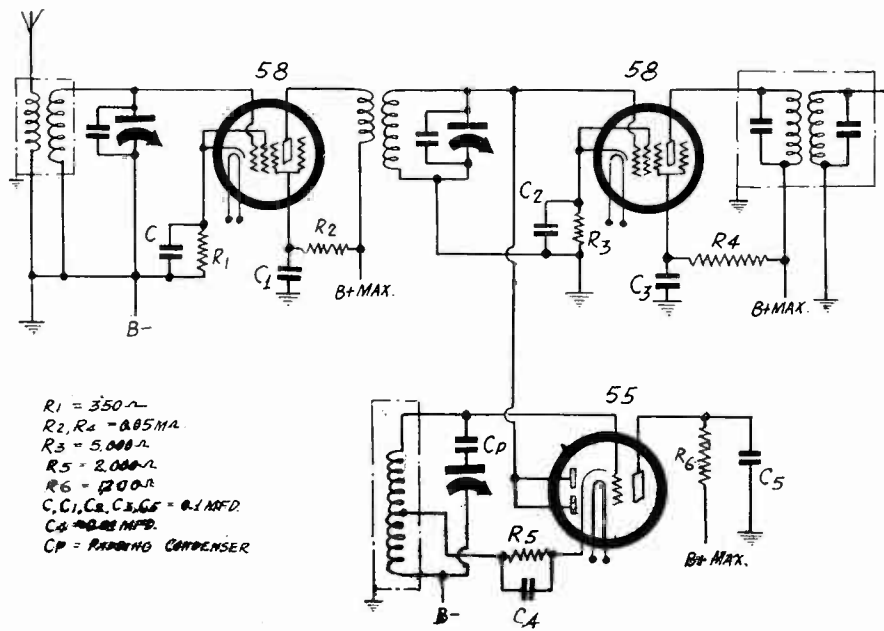 58
58
C
R1
R2
C1
B-
B+MAX.
C2
R3
R4
C3
B+MAX.
55
Cp
R5
C4
B-
R6
C5
B+ MAX.
R1 = 350Ω
R2, R4 = 0.05MΩ
R3 = 5,000Ω
R5 = 2,000Ω
R6 =
C, C1, C2, C3, C5 = 0.1 MFD.
C4 = MFD.
CP = PADDING CONDENSER